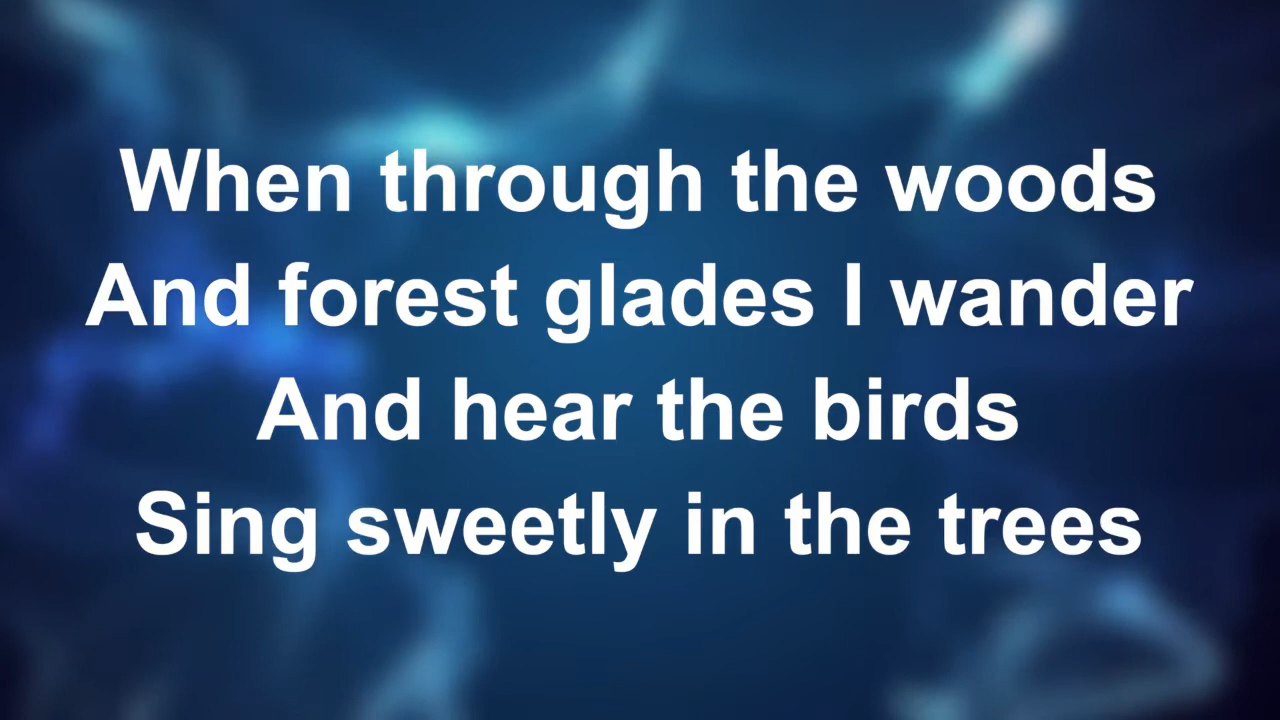 When through the woods
And forest glades I wander
And hear the birds
Sing sweetly in the trees